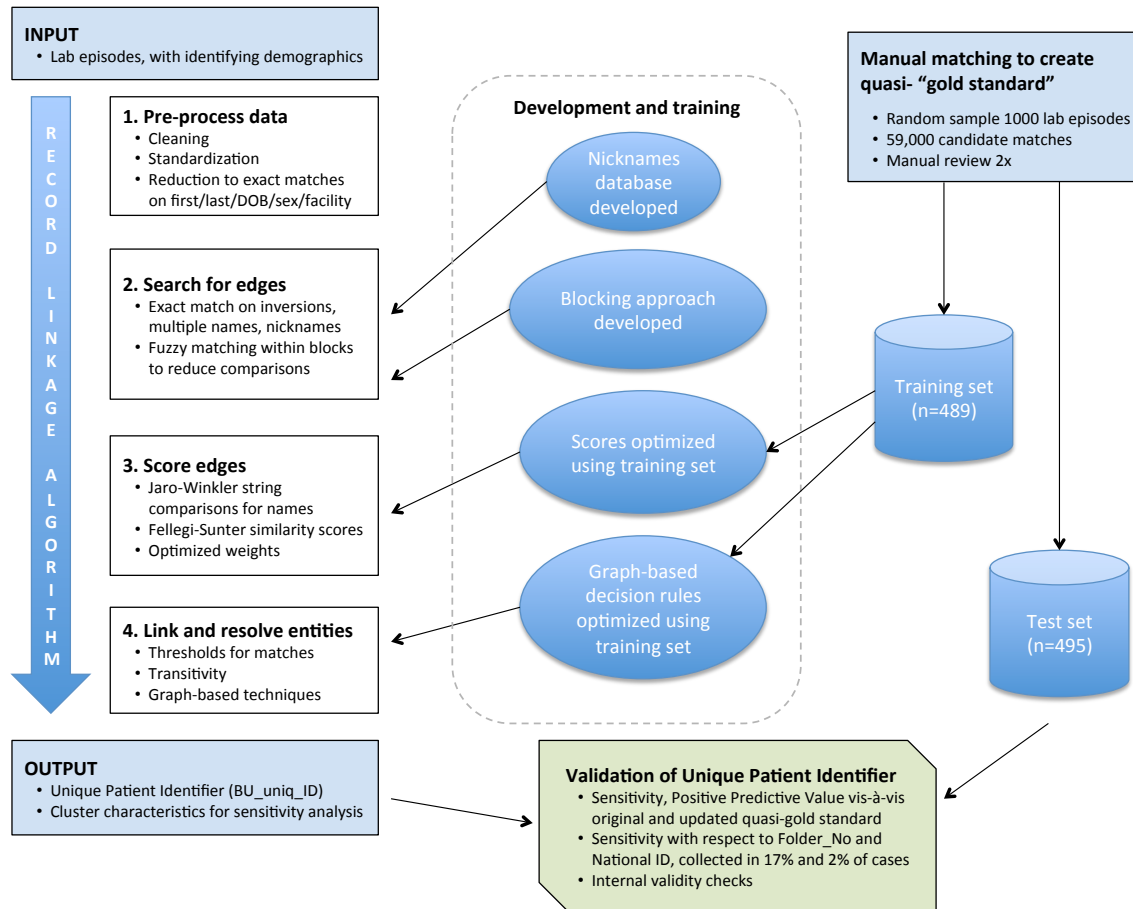 INPUT
• Lab episodes, with identifying demographics
RECORD LINKAGE ALGORITHM
1. Pre-process data
• Cleaning
• Standardization
• Reduction to exact matches
on first/last/DOB/sex/facility
2. Search for edges
• Exact match on inversions,
multiple names, nicknames
• Fuzzy matching within blocks
to reduce comparisons
3. Score edges
• Jaro-Winkler string
comparisons for names
• Fellegi-Sunter similarity scores
• Optimized weights
4. Link and resolve entities
• Thresholds for matches
• Transitivity
• Graph-based techniques
OUTPUT
• Unique Patient Identifier (BU_uniq_ID)
• Cluster characteristics for sensitivity analysis
Development and training
Nicknames
database
developed
Blocking approach
developed
Scores optimized
using training set
Graph-based
decision rules
optimized using
training set
Manual matching to create
quasi- “gold standard”
• Random sample 1000 lab episodes
• 59,000 candidate matches
• Manual review 2x
Training set
(n=489)
Test set
(n=495)
Validation of Unique Patient Identifier
• Sensitivity, Positive Predictive Value vis-à-vis
original and updated quasi-gold standard
• Sensitivity with respect to Folder_No and
National ID, collected in 17% and 2% of cases
• Internal validity checks